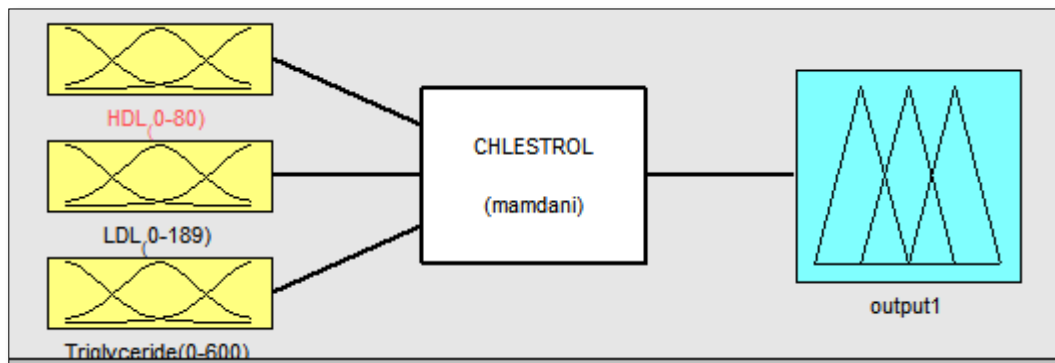 HDL(0-80)
CHLESTROL
(mamdani)
LDL(0-189)
output1
Triglyceride(0-600)